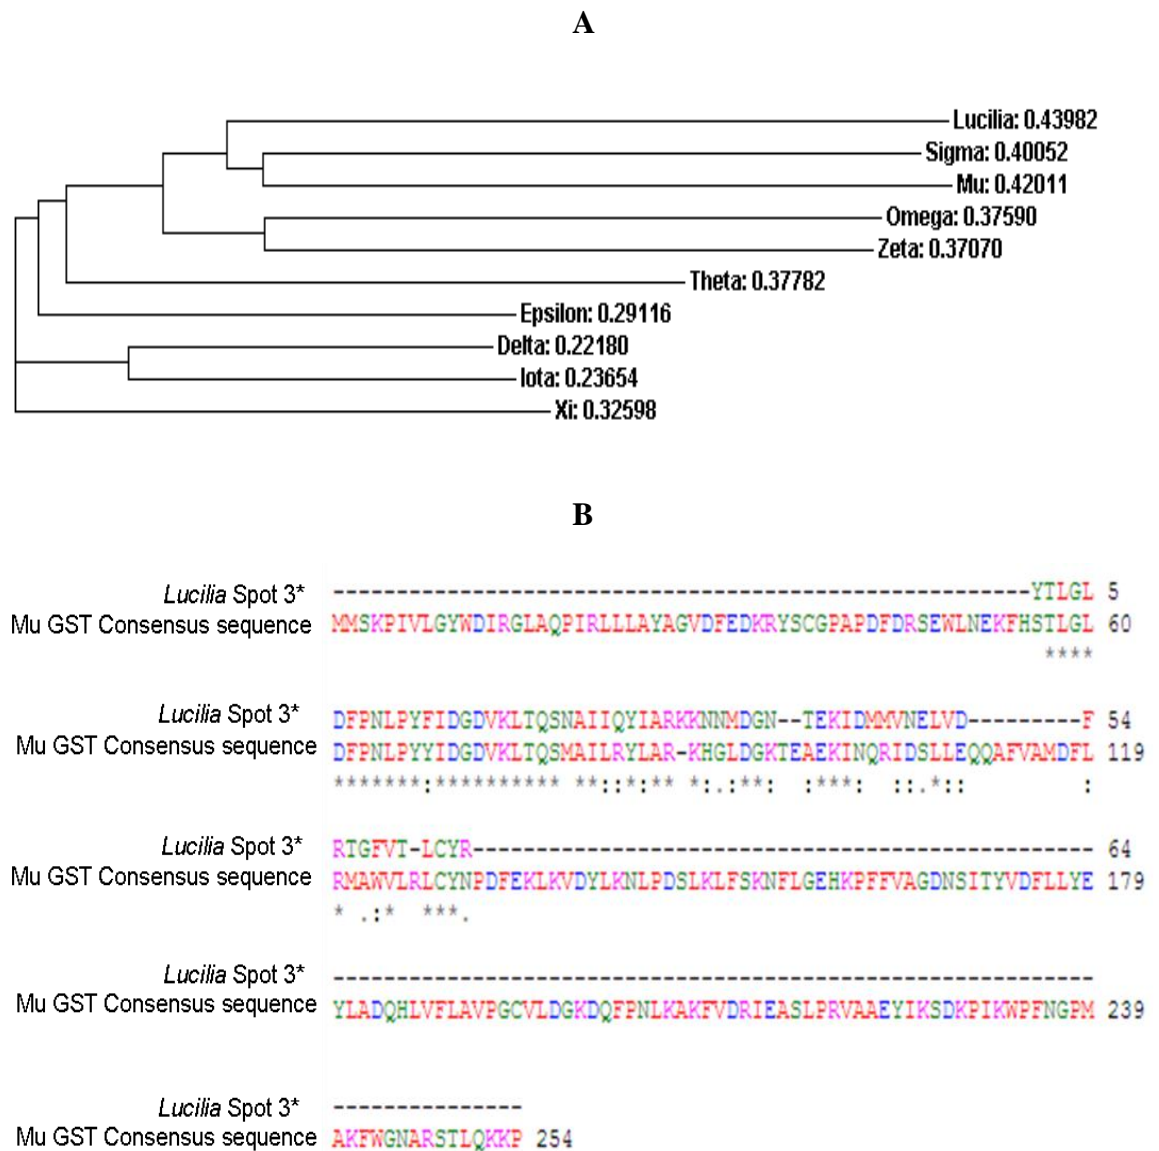 A
Lucilia: 0.43982
Sigma: 0.40052
Mu: 0.42011
Omega: 0.37590
Zeta: 0.37070
Theta: 0.37782
Epsilon: 0.29116
Delta: 0.22180
Iota: 0.23654
Xi: 0.32598
B
Lucilia Spot 3* -------------------------------------------------------YTLGL 5
Mu GST Consensus sequence MMSKPIVLGYWDIRGLAQPIRLLLAYAGVDFEDKRYSCGPAPDFDRSEWLNEKFHSTLGL 60
****
Lucilia Spot 3* DFPNLPYFIDGDVKLTQSNAIIQYIARKKNNMDGN--TEKIDMMVNELVD---------F 54
Mu GST Consensus sequence DFPNLPYYIDGDVKLTQSMAILRYLAR-KHGLDGKTEAEKINQRIDSLLEQQAFVAMDFL 119
*******:********** **::*:** *:.:**: :***: ::.*:: :
Lucilia Spot 3* RTGFVT-LCYR------------------------------------------------- 64
Mu GST Consensus sequence RMAWVLRLCYNPDFEKLKVDYLKNLPDSLKLFSKNFLGEHKPFFVAGDNSITYVDFLLYE 179
* .:* ***.
Lucilia Spot 3* ------------------------------------------------------------
Mu GST Consensus sequence YLADQHLVFLAVPGCVLDGKDQFPNLKAKFVDRIEASLPRVAAEYIKSDKPIKWPFNGPM 239
Lucilia Spot 3* ---------------
Mu GST Consensus sequence AKFWGNARSTLQKKP 254